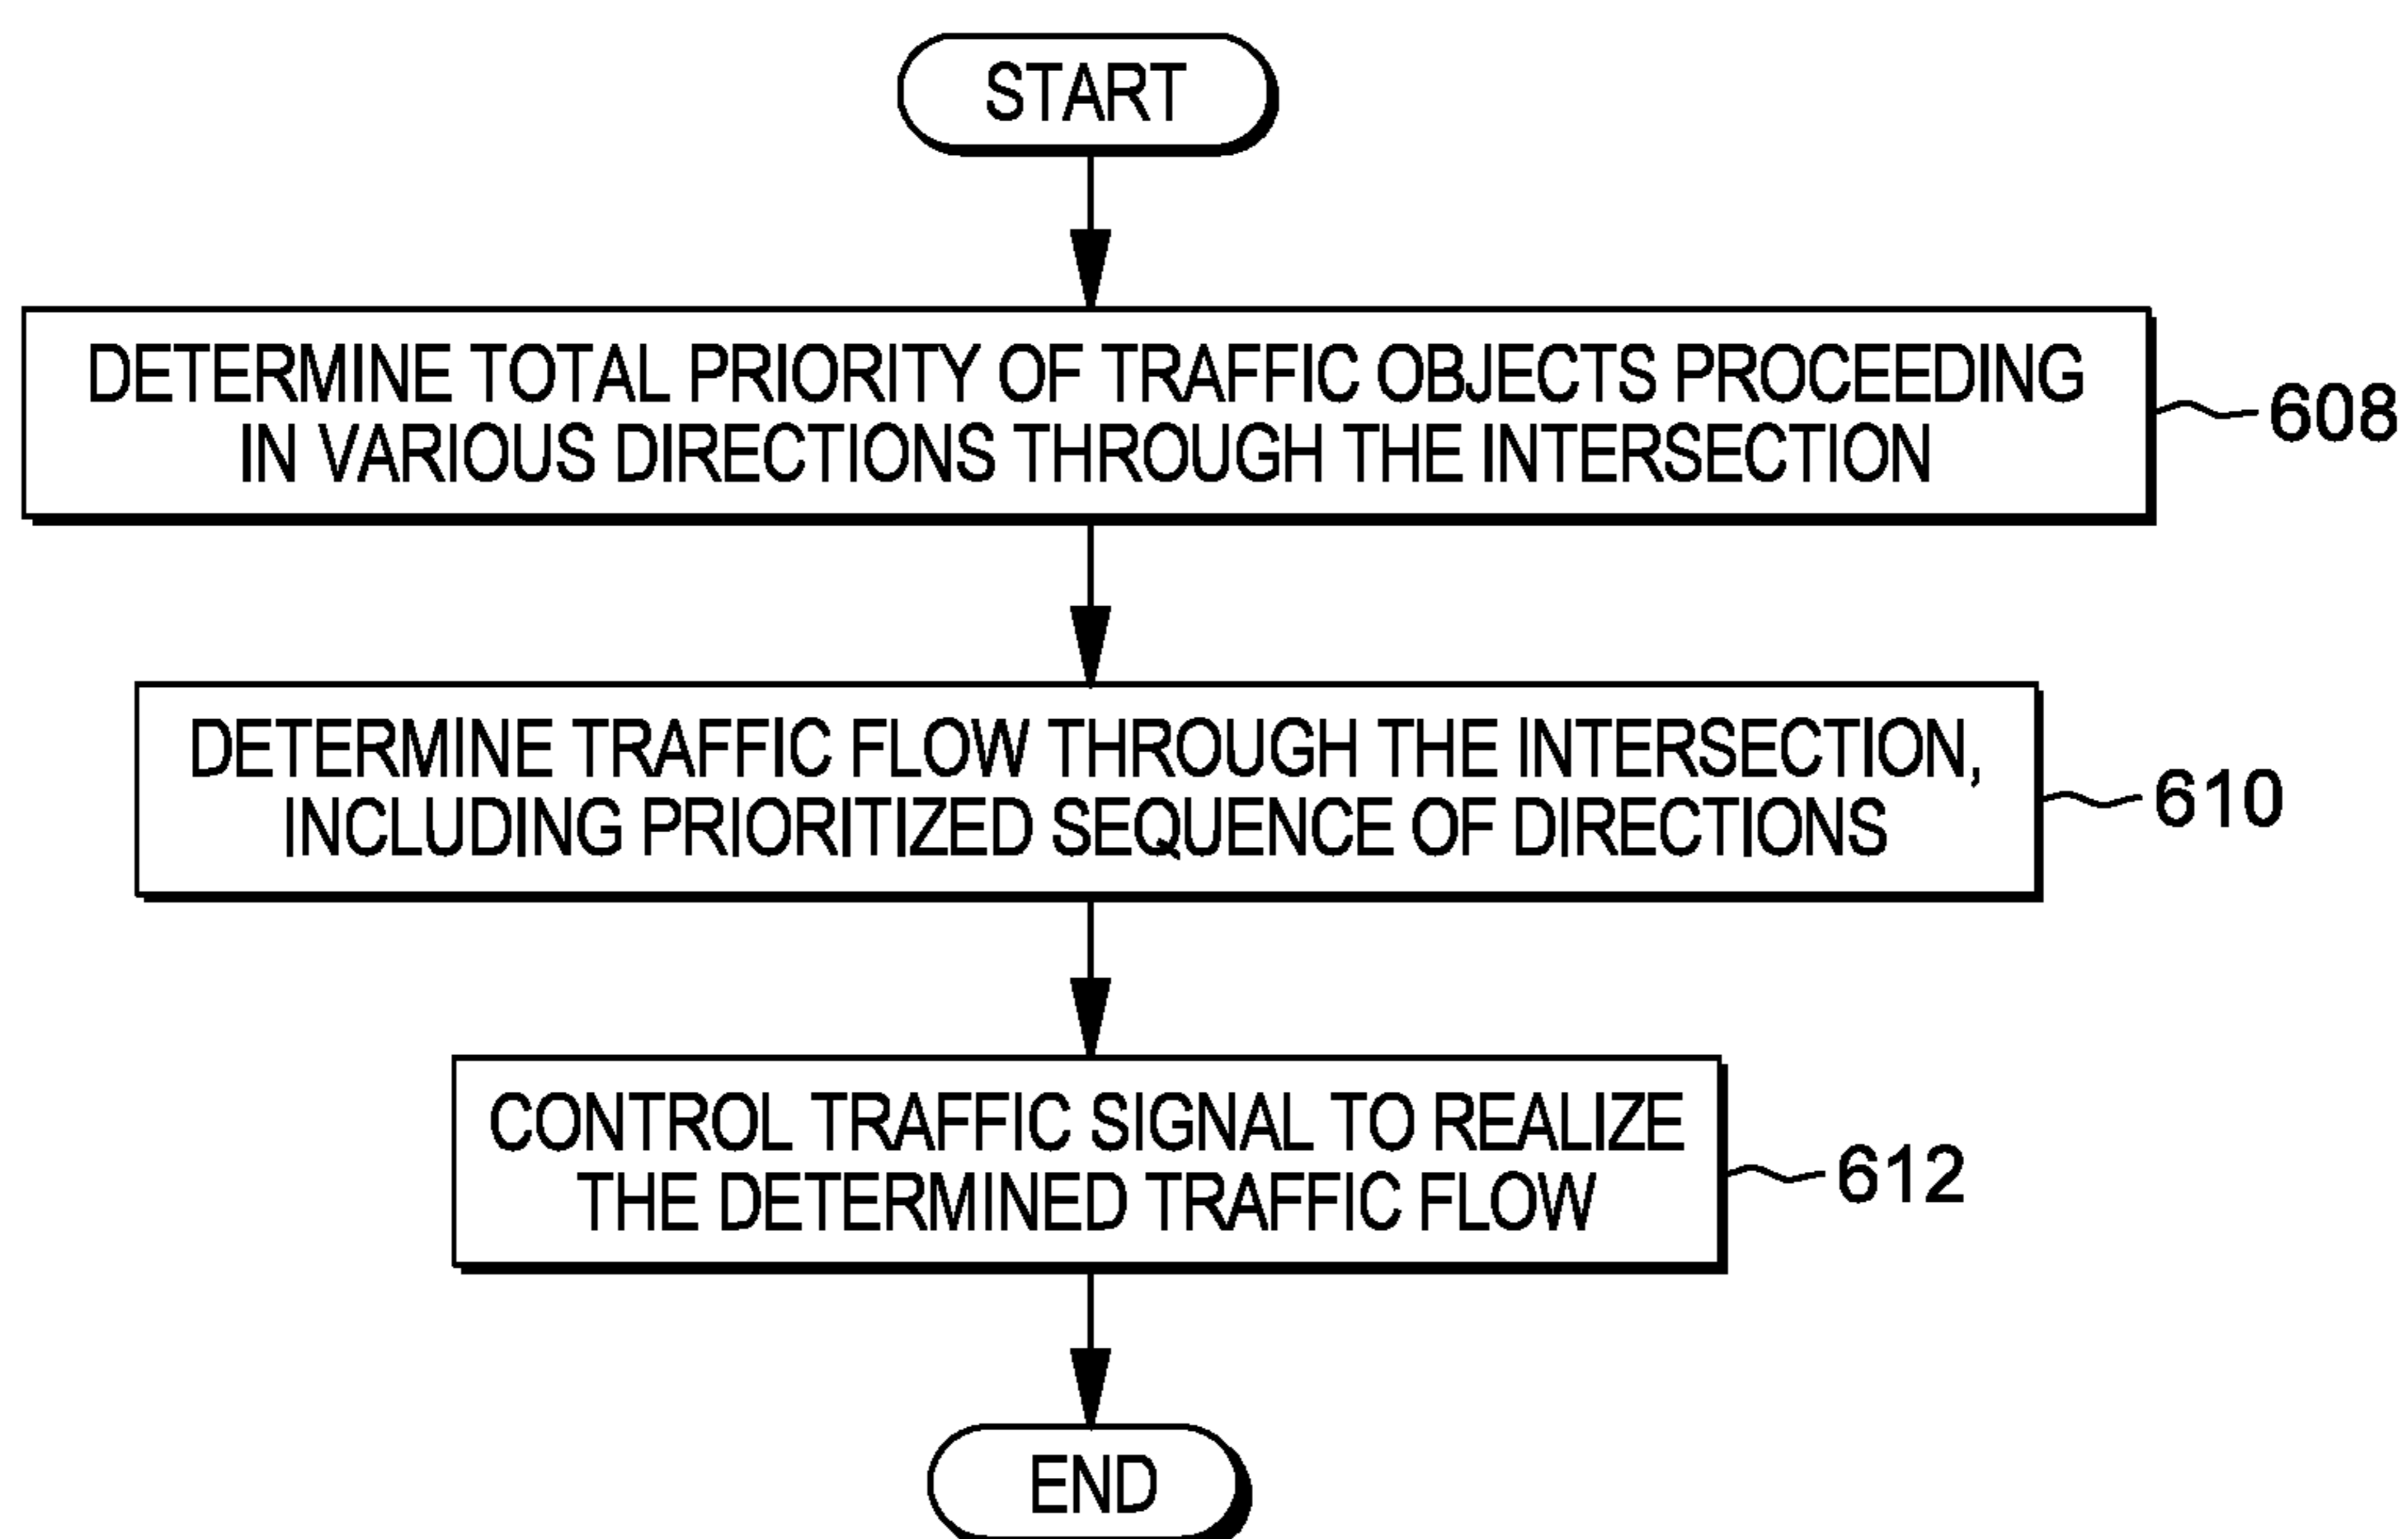 START
DETERMINE TOTAL PRIORITY OF TRAFFIC OBJECTS PROCEEDING
IN VARIOUS DIRECTIONS THROUGH THE INTERSECTION
608
DETERMINE TRAFFIC FLOW THROUGH THE INTERSECTION,
INCLUDING PRIORITIZED SEQUENCE OF DIRECTIONS
610
CONTROL TRAFFIC SIGNAL TO REALIZE
THE DETERMINED TRAFFIC FLOW
612
END